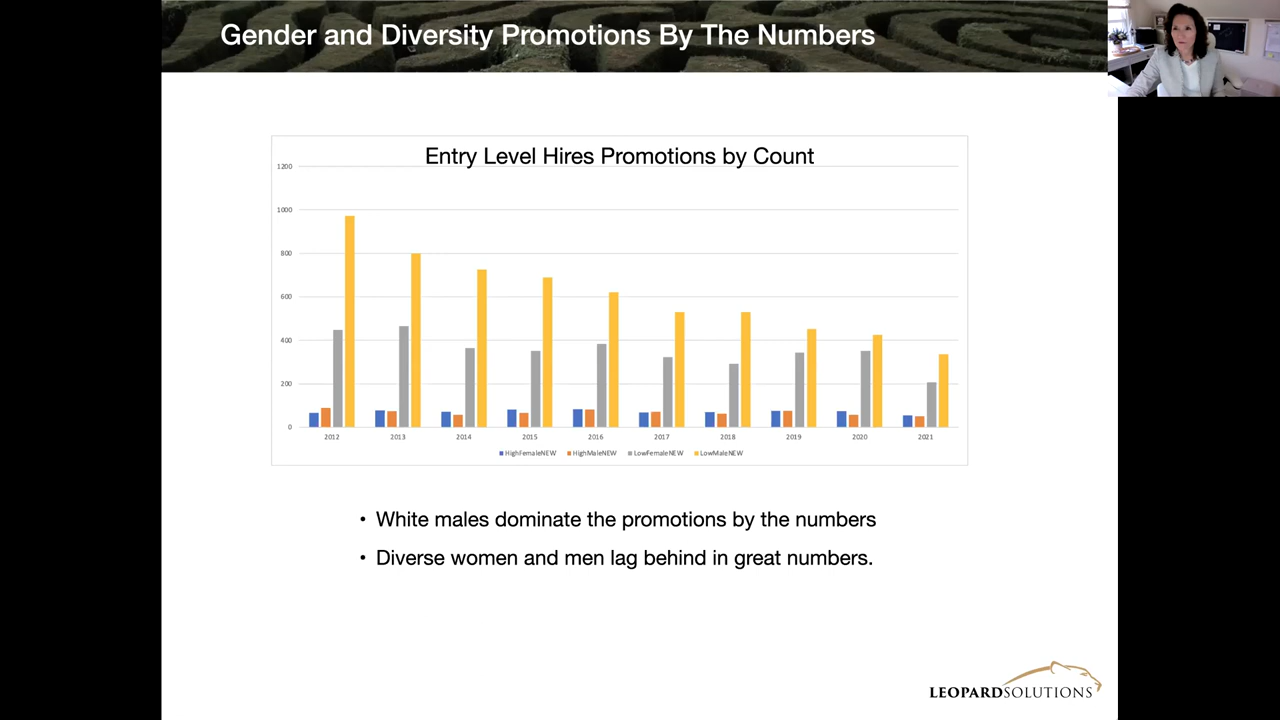 Gender and Diversity Promotions By The Numbers
Entry Level Hires Promotions by Count
1200
1000
800
600
400
200
0
2012 2013 2014 2015 2016 2017 2018 2019 2020 2021
HighFemaleNEW HighMaleNEW LowFemaleNEW LowMaleNEW
• White males dominate the promotions by the numbers
• Diverse women and men lag behind in great numbers.
LEOPARDSOLUTIONS